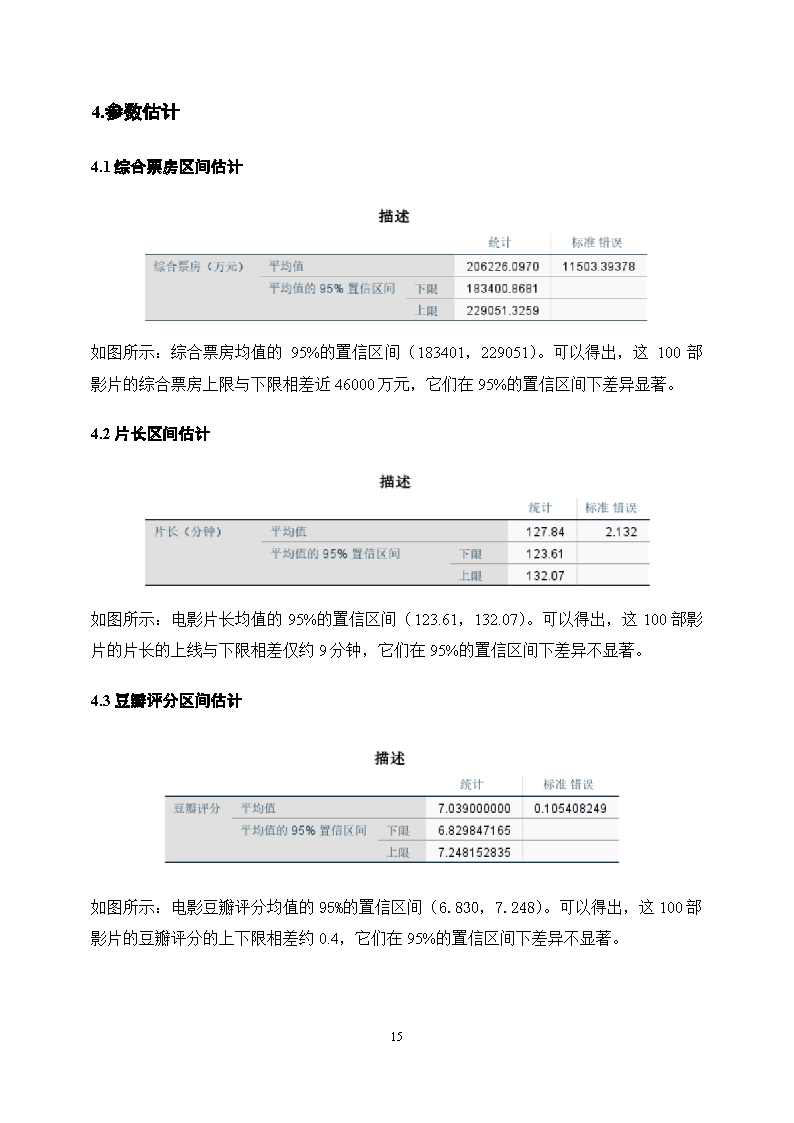 4.参数估计
4.1 综合票房区间估计
描述
统计 标准 错误
综合票房（万元） 平均值 206226.0970 11503.39378
平均值的 95% 置信区间 下限 183400.8681
上限 229051.3259
如图所示：综合票房均值的 95%的置信区间（183401，229051）。可以得出，这 100 部
影片的综合票房上限与下限相差近 46000 万元，它们在 95%的置信区间下差异显著。
4.2 片长区间估计
描述
统计 标准 错误
片长（分钟） 平均值 127.84 2.132
平均值的 95% 置信区间 下限 123.61
上限 132.07
如图所示：电影片长均值的 95%的置信区间（123.61，132.07）。可以得出，这 100 部影
片的片长的上线与下限相差仅约 9 分钟，它们在 95%的置信区间下差异不显著。
4.3 豆瓣评分区间估计
描述
统计 标准 错误
豆瓣评分 平均值 7.039000000 0.105408249
平均值的 95% 置信区间 下限 6.829847165
上限 7.248152835
如图所示：电影豆瓣评分均值的 95%的置信区间（6.830，7.248）。可以得出，这 100 部
影片的豆瓣评分的上下限相差约 0.4，它们在 95%的置信区间下差异不显著。
15